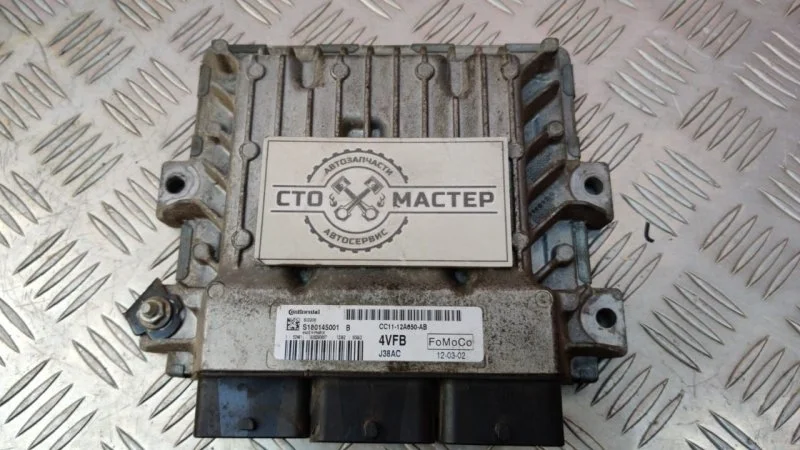 АВТОЗАПЧАСТИ
СТО МАСТЕР
АВТОСЕРВИС
Continental
S180145001 B
CC11-12A650-AB
4VFB
FoMoCo
J38AC
12-03-02